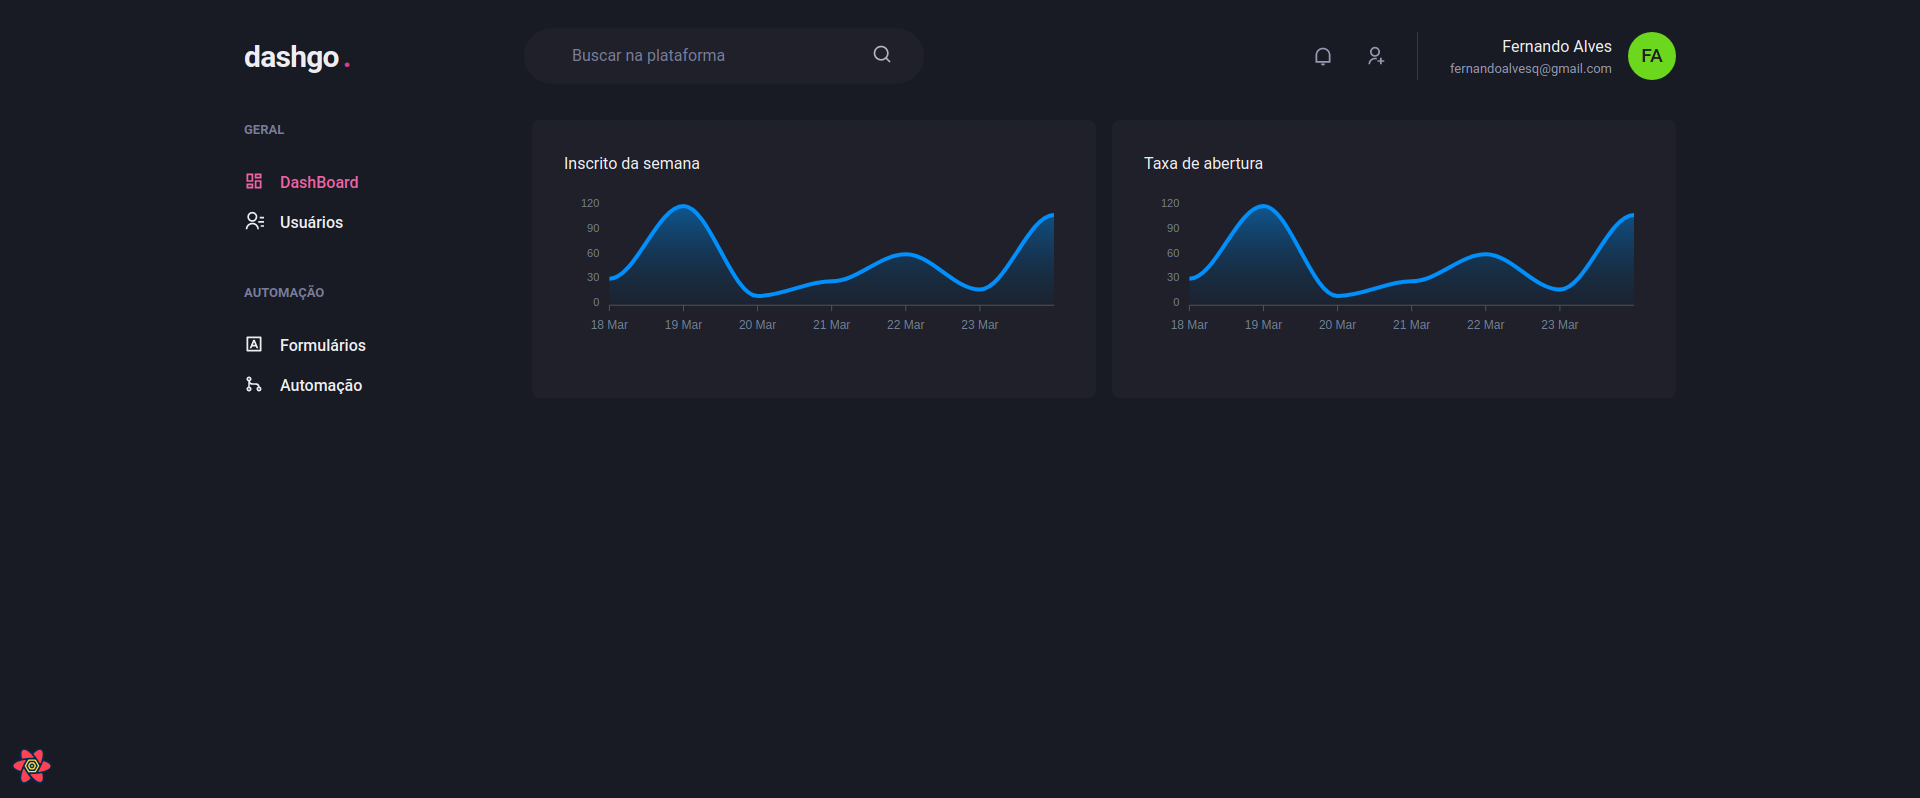 dashgo.
Buscar na plataforma
Fernando Alves
fernandoalvesq@gmail.com
FA
GERAL
DashBoard
Usuários
AUTOMAÇÃO
Formulários
Automação
Inscrito da semana
120
90
60
30
0
18 Mar 19 Mar 20 Mar 21 Mar 22 Mar 23 Mar
Taxa de abertura
120
90
60
30
0
18 Mar 19 Mar 20 Mar 21 Mar 22 Mar 23 Mar